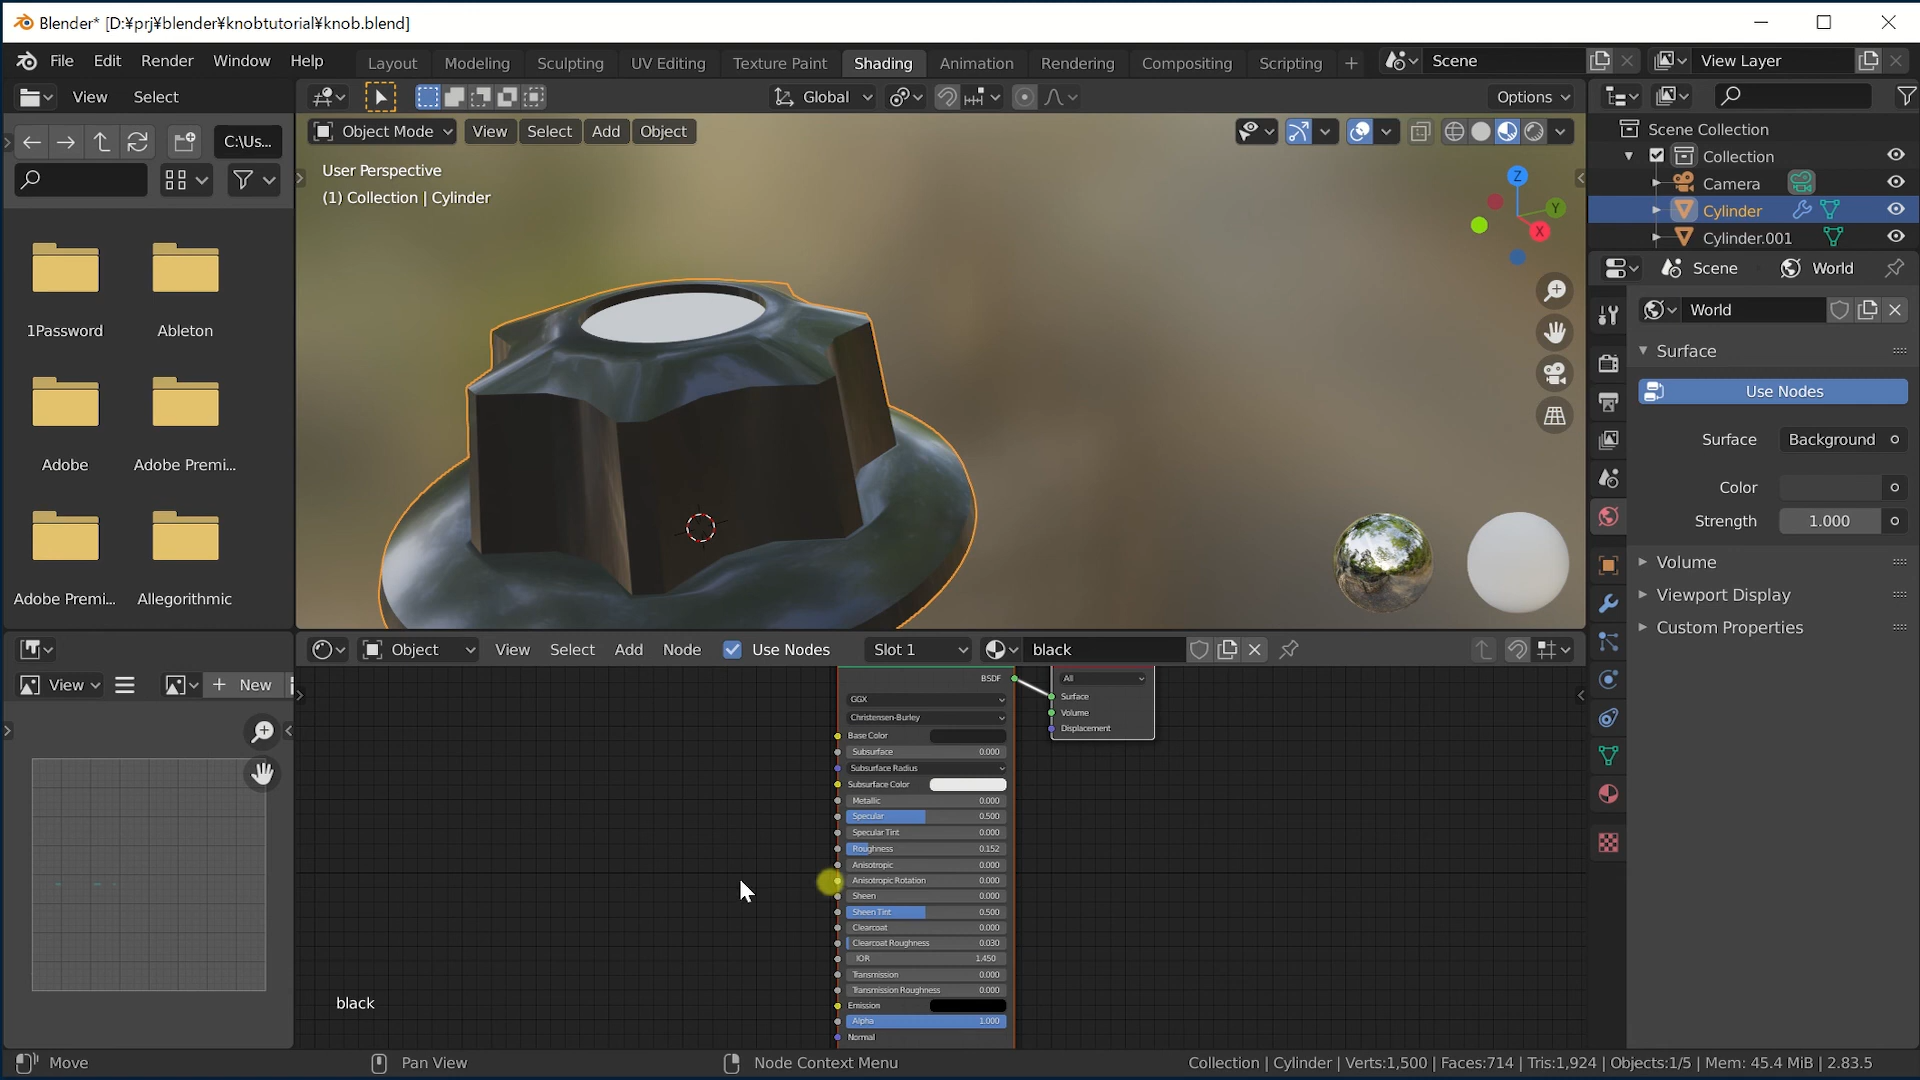 Blender* [D:¥prj¥blender¥knobtutorial¥knob.blend]
File Edit Render Window Help Layout Modeling Sculpting UV Editing Texture Paint Shading Animation Rendering Compositing Scripting + Scene View Layer
View Select Global Options
C:\Us...
Object Mode View Select Add Object
User Perspective
(1) Collection | Cylinder
Z
Y
X
1Password Ableton
Adobe Adobe Premi...
Adobe Premi... Allegorithmic
Scene Collection
Collection
Camera
Cylinder
Cylinder.001
Scene World
World
Surface
Use Nodes
Surface Background
Color
Strength 1.000
Volume
Viewport Display
Custom Properties
Object View Select Add Node Use Nodes Slot 1 black
View + New
BSDF
GGX
Christensen-Burley
Base Color
Subsurface 0.000
Subsurface Radius
Subsurface Color
Metallic 0.000
Specular 0.500
Specular Tint 0.000
Roughness 0.152
Anisotropic 0.000
Anisotropic Rotation 0.000
Sheen 0.000
Sheen Tint 0.500
Clearcoat 0.000
Clearcoat Roughness 0.030
IOR 1.450
Transmission 0.000
Transmission Roughness 0.000
Emission
Alpha 1.000
Normal
All
Surface
Volume
Displacement
black
Move Pan View Node Context Menu Collection | Cylinder | Verts:1,500 | Faces:714 | Tris:1,924 | Objects:1/5 | Mem: 45.4 MiB | 2.83.5